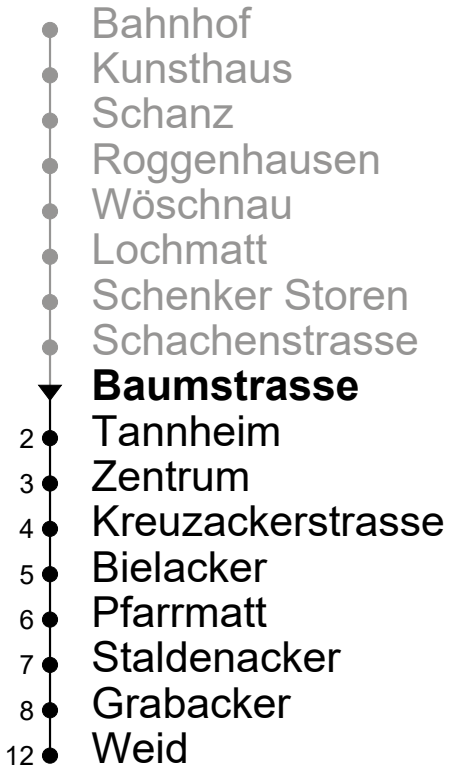 Bahnhof
Kunsthaus
Schanz
Roggenhausen
Wöschnau
Lochmatt
Schenker Storen
Schachenstrasse
Baumstrasse
2 Tannheim
3 Zentrum
4 Kreuzackerstrasse
5 Bielacker
6 Pfarrmatt
7 Staldenacker
8 Grabacker
12 Weid